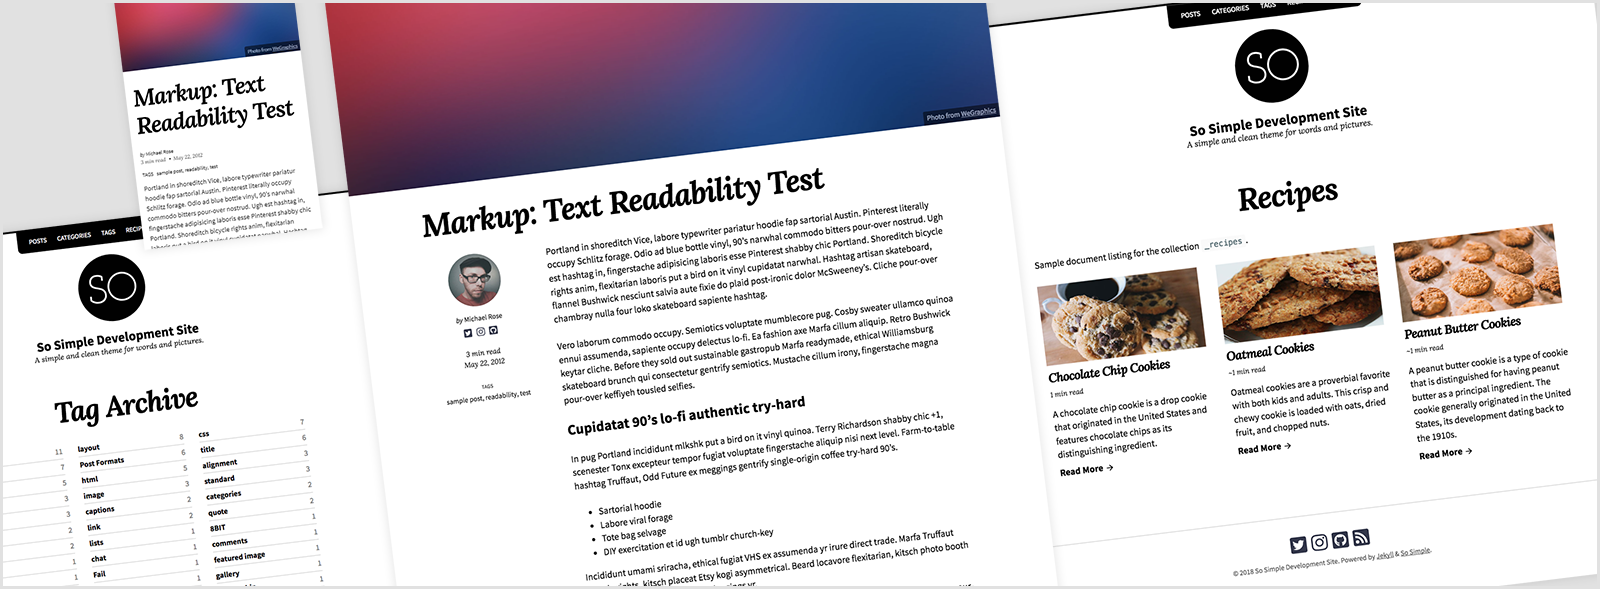 Photo from WeGraphics
Markup: Text
Readability Test
by Michael Rose
3 min read • May 22, 2012
TAGS sample post, readability, test
Portland in shoreditch Vice, labore typewriter pariatur
hoodie fap sartorial Austin. Pinterest literally occupy
Schlitz forage. Odio ad blue bottle vinyl, 90's narwhal
commodo bitters pour-over nostrud. Ugh est hashtag in,
fingerstache adipisicing laboris esse Pinterest shabby chic
Portland. Shoreditch bicycle rights anim, flexitarian
laboris put a bird on it vinyl cupidatat narwhal. Hashtag
POSTS CATEGORIES TAGS
SO
So Simple Development Site
A simple and clean theme for words and pictures.
Tag Archive
11
7
5
3
3
2
2
1
1
layout 8
Post Formats 6
html 5
image 3
captions 2
link 2
lists 1
chat 1
Fail 1
css 7
title 6
alignment 3
standard 3
categories 2
quote 2
8BIT 1
comments 1
featured image 1
gallery 1
Photo from WeGraphics
Markup: Text Readability Test
by Michael Rose
3 min read
May 22, 2012
TAGS
sample post, readability, test
Portland in shoreditch Vice, labore typewriter pariatur hoodie fap sartorial Austin. Pinterest literally
occupy Schlitz forage. Odio ad blue bottle vinyl, 90's narwhal commodo bitters pour-over nostrud. Ugh
est hashtag in, fingerstache adipisicing laboris esse Pinterest shabby chic Portland. Shoreditch bicycle
rights anim, flexitarian laboris put a bird on it vinyl cupidatat narwhal. Hashtag artisan skateboard,
flannel Bushwick nesciunt salvia aute fixie do plaid post-ironic dolor McSweeney's. Cliche pour-over
chambray nulla four loko skateboard sapiente hashtag.
Vero laborum commodo occupy. Semiotics voluptate mumblecore pug. Cosby sweater ullamco quinoa
ennui assumenda, sapiente occupy delectus lo-fi. Ea fashion axe Marfa cillum aliquip. Retro Bushwick
keytar cliche. Before they sold out sustainable gastropub Marfa readymade, ethical Williamsburg
skateboard brunch qui consectetur gentrify semiotics. Mustache cillum irony, fingerstache magna
pour-over keffiyeh tousled selfies.
Cupidatat 90's lo-fi authentic try-hard
In pug Portland incididunt mlkshk put a bird on it vinyl quinoa. Terry Richardson shabby chic +1,
scenester Tonx excepteur tempor fugiat voluptate fingerstache aliquip nisi next level. Farm-to-table
hashtag Truffaut, Odd Future ex meggings gentrify single-origin coffee try-hard 90's.
• Sartorial hoodie
• Labore viral forage
• Tote bag selvage
• DIY exercitation et id ugh tumblr church-key
Incididunt umami sriracha, ethical fugiat VHS ex assumenda yr irure direct trade. Marfa Truffaut
rights, kitsch placeat Etsy kogi asymmetrical. Beard locavore flexitarian, kitsch photo booth
POSTS CATEGORIES TAGS
SO
So Simple Development Site
A simple and clean theme for words and pictures.
Recipes
Sample document listing for the collection _recipes .
Chocolate Chip Cookies
1 min read
A chocolate chip cookie is a drop cookie
that originated in the United States and
features chocolate chips as its
distinguishing ingredient.
Read More →
Oatmeal Cookies
~1 min read
Oatmeal cookies are a proverbial favorite
with both kids and adults. This crisp and
chewy cookie is loaded with oats, dried
fruit, and chopped nuts.
Read More →
Peanut Butter Cookies
~1 min read
A peanut butter cookie is a type of cookie
that is distinguished for having peanut
butter as a principal ingredient. The
cookie generally originated in the United
States, its development dating back to
the 1910s.
Read More →
© 2018 So Simple Development Site. Powered by Jekyll & So Simple.